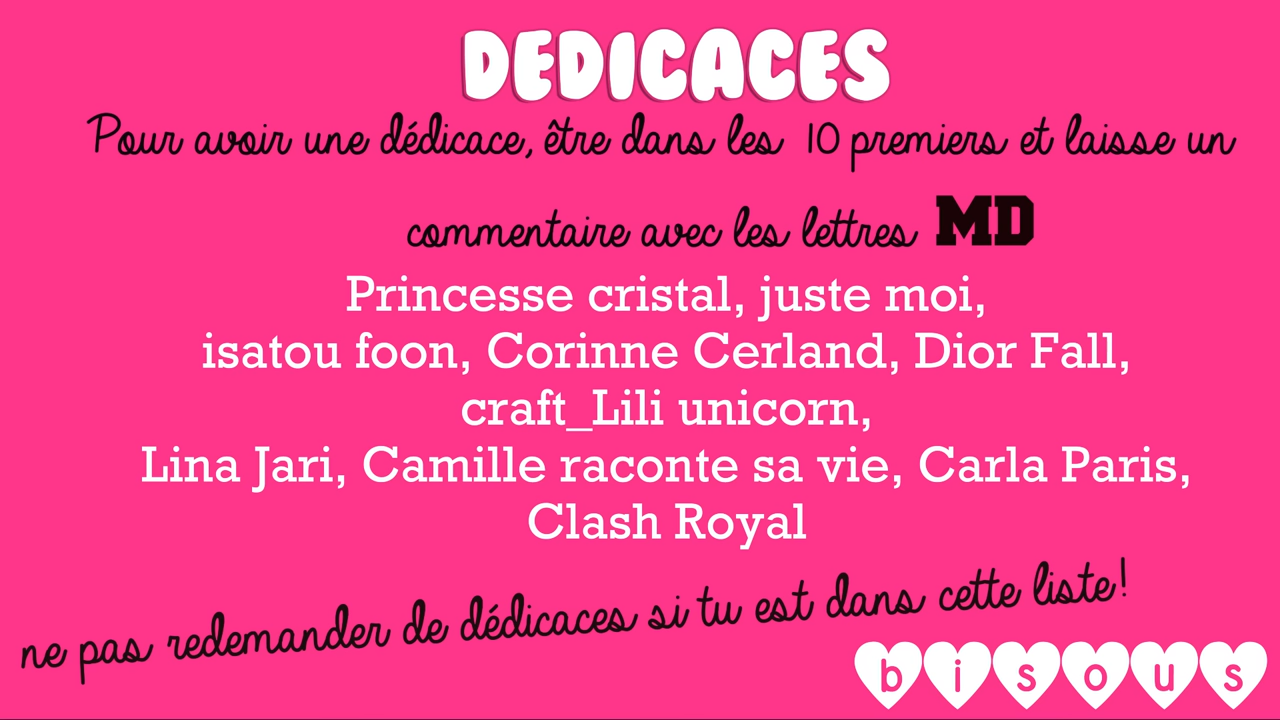 DEDICACES
Pour avoir une dédicace, être dans les 10 premiers et laisse un
commentaire avec les lettres MD
Princesse cristal, juste moi,
isatou foon, Corinne Cerland, Dior Fall,
craft_Lili unicorn,
Lina Jari, Camille raconte sa vie, Carla Paris,
Clash Royal
ne pas redemander de dédicaces si tu est dans cette liste!
bisous